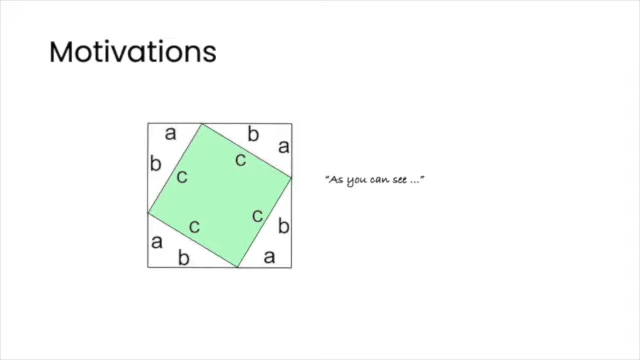 Motivations
a b
a
b c c
"As you can see ..."
c c b
a
b a